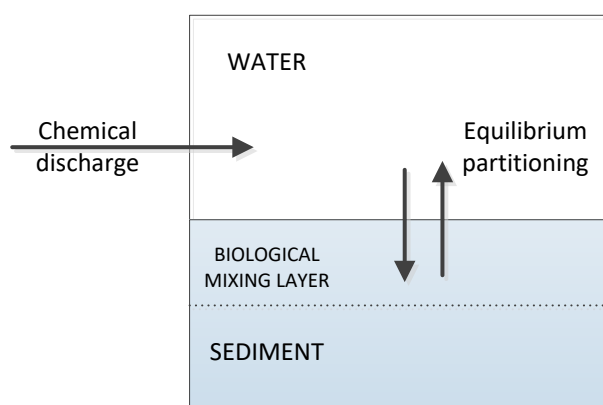 WATER
Chemical
discharge
Equilibrium
partitioning
BIOLOGICAL
MIXING LAYER
SEDIMENT